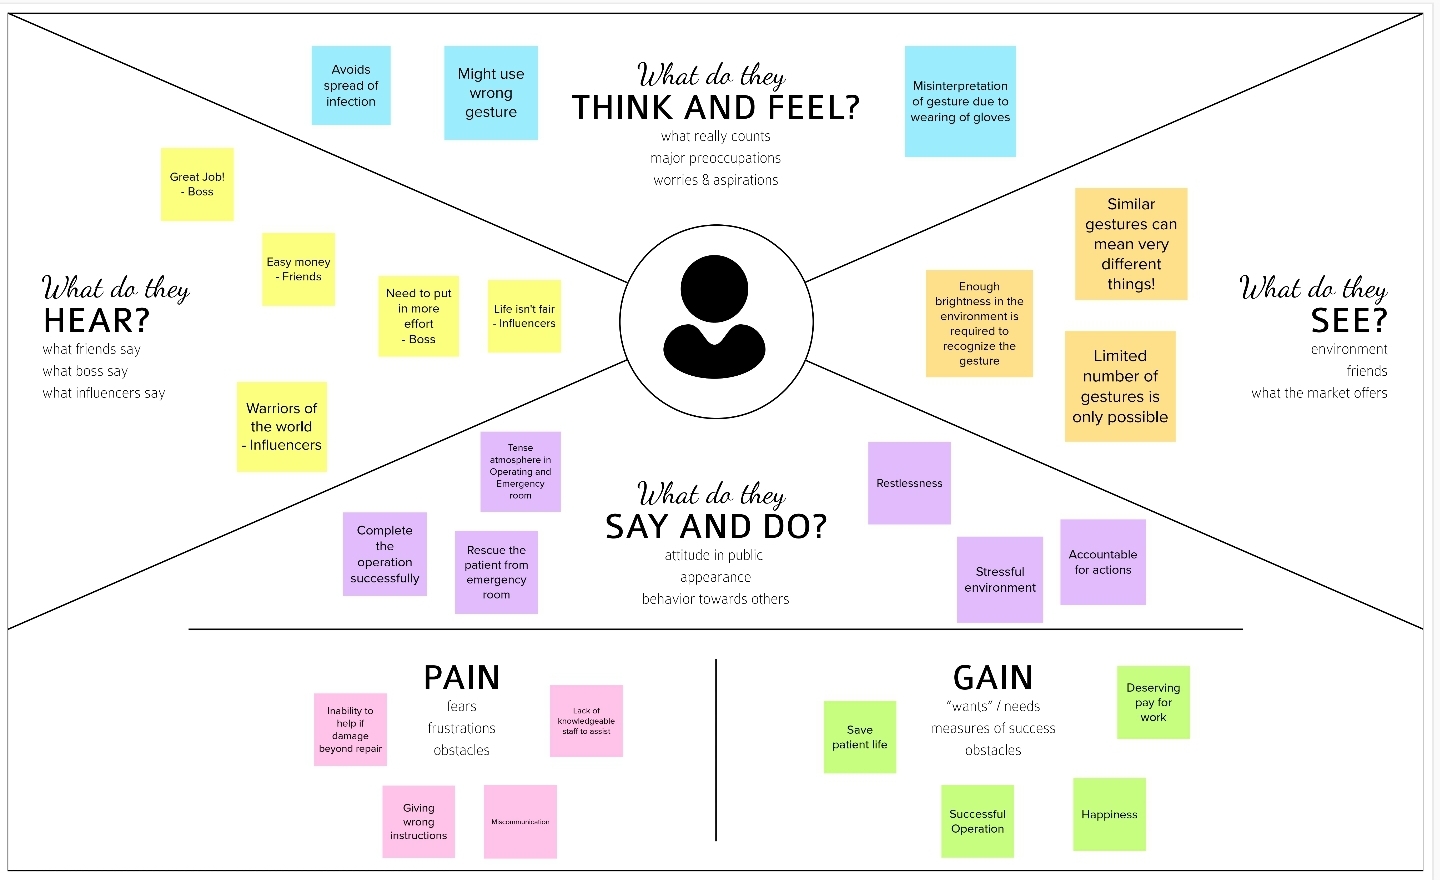 Avoids
spread of
infection
Might use
wrong
gesture
What do they
THINK AND FEEL?
what really counts
major preoccupations
worries & aspirations
Misinterpretation
of gesture due to
wearing of gloves
Great Job!
- Boss
Easy money
- Friends
Need to put
in more
effort
- Boss
Life isn't fair
- Influencers
What do they
HEAR?
what friends say
what boss say
what influencers say
Warriors of
the world
- Influencers
Similar
gestures can
mean very
different
things!
Enough
brightness in the
environment is
required to
recognize the
gesture
Limited
number of
gestures is
only possible
What do they
SEE?
environment
friends
what the market offers
Tense
atmosphere in
Operating and
Emergency
room
Complete
the
operation
successfully
Rescue the
patient from
emergency
room
What do they
SAY AND DO?
attitude in public
appearance
behavior towards others
Restlessness
Stressful
environment
Accountable
for actions
PAIN
fears
frustrations
obstacles
Inability to
help if
damage
beyond repair
Lack of
knowledgeable
staff to assist
Giving
wrong
instructions
Miscommunication
GAIN
"wants" / needs
measures of success
obstacles
Save
patient life
Deserving
pay for
work
Successful
Operation
Happiness